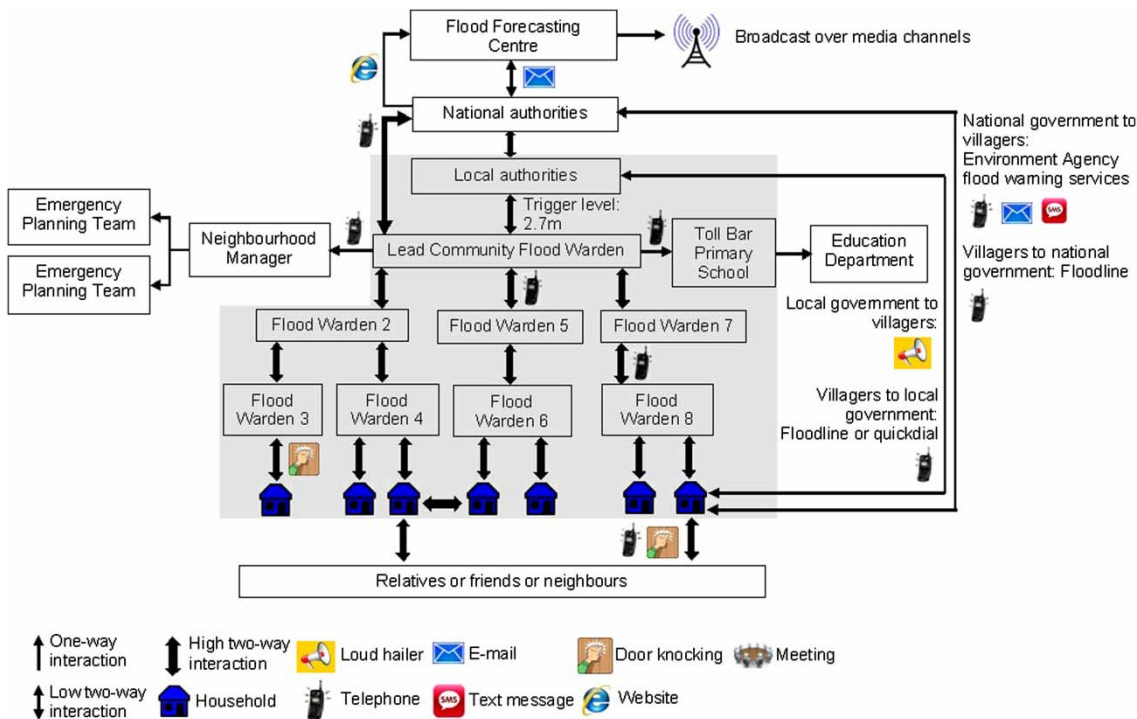 Flood Forecasting
Centre
Broadcast over media channels
National authorities
National government to
villagers:
Environment Agency
flood warning services
SMS
Villagers to national
government: Floodline
Local authorities
Trigger level:
2.7m
Emergency
Planning Team
Emergency
Planning Team
Neighbourhood
Manager
Lead Community Flood Warden
Toll Bar
Primary
School
Education
Department
Local government to
villagers:
Villagers to local
government:
Floodline or quickdial
Flood Warden 2
Flood Warden 5
Flood Warden 7
Flood
Warden 3
Flood
Warden 4
Flood
Warden 6
Flood
Warden 8
Relatives or friends or neighbours
One-way
interaction
High two-way
interaction
Loud hailer
E-mail
Door knocking
Meeting
Low two-way
interaction
Household
Telephone
SMS
Text message
Website